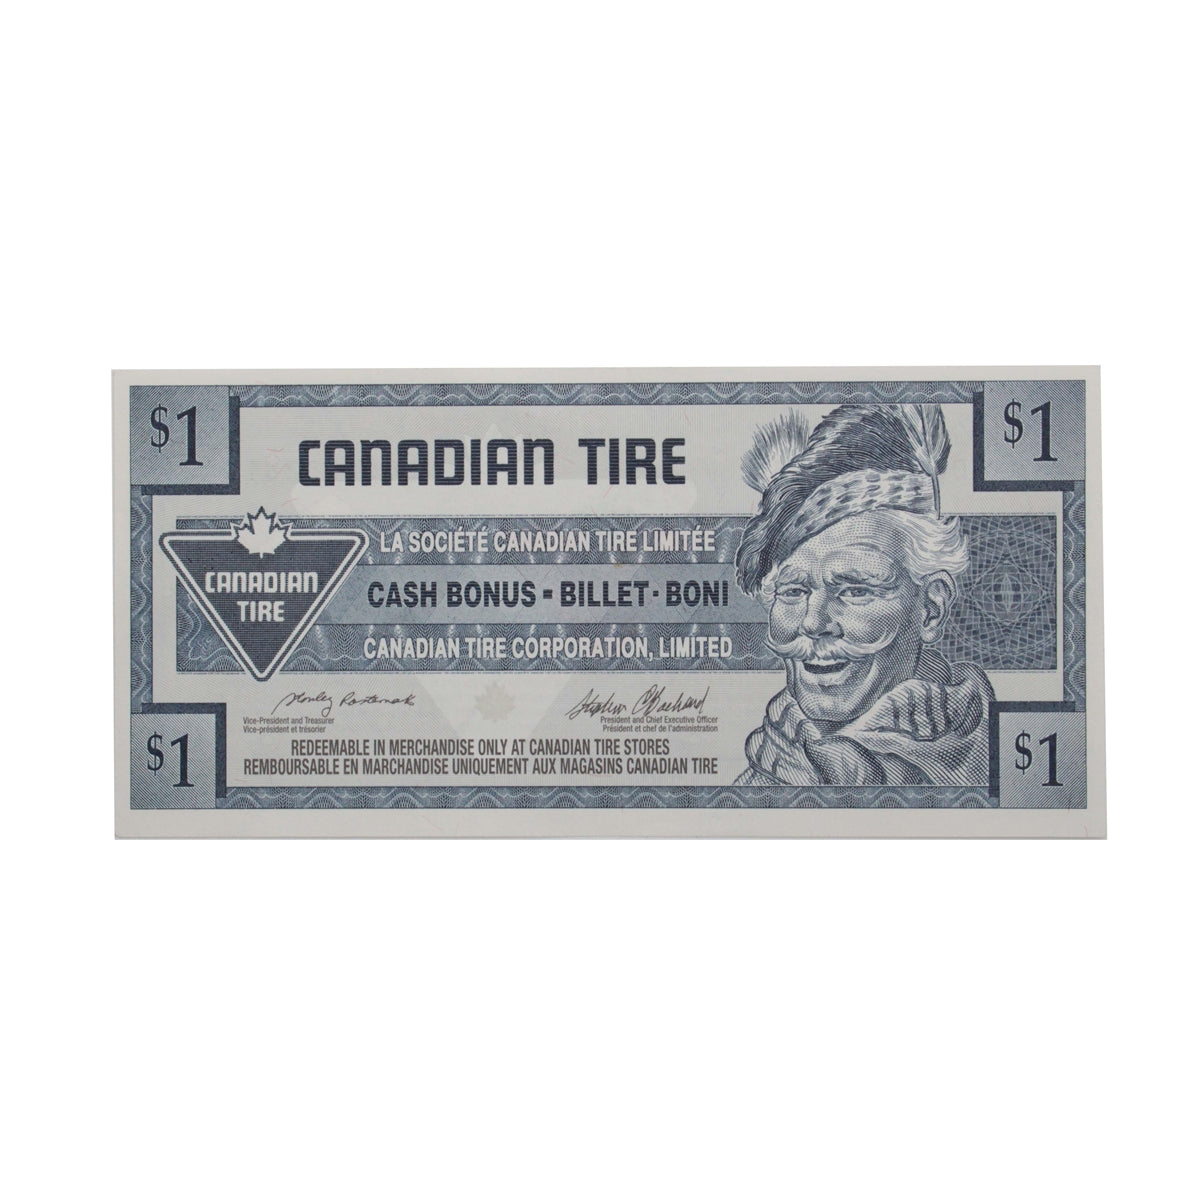 $1
$1
CANADIAN TIRE
LA SOCIÉTÉ CANADIAN TIRE LIMITÉE
CANADIAN
TIRE
CASH BONUS - BILLET - BONI
CANADIAN TIRE CORPORATION, LIMITED
Vice-President and Treasurer
Vice-président et trésorier
President and Chief Executive Officer
Président et chef de l'administration
REDEEMABLE IN MERCHANDISE ONLY AT CANADIAN TIRE STORES
REMBOURSABLE EN MARCHANDISE UNIQUEMENT AUX MAGASINS CANADIAN TIRE
$1
$1